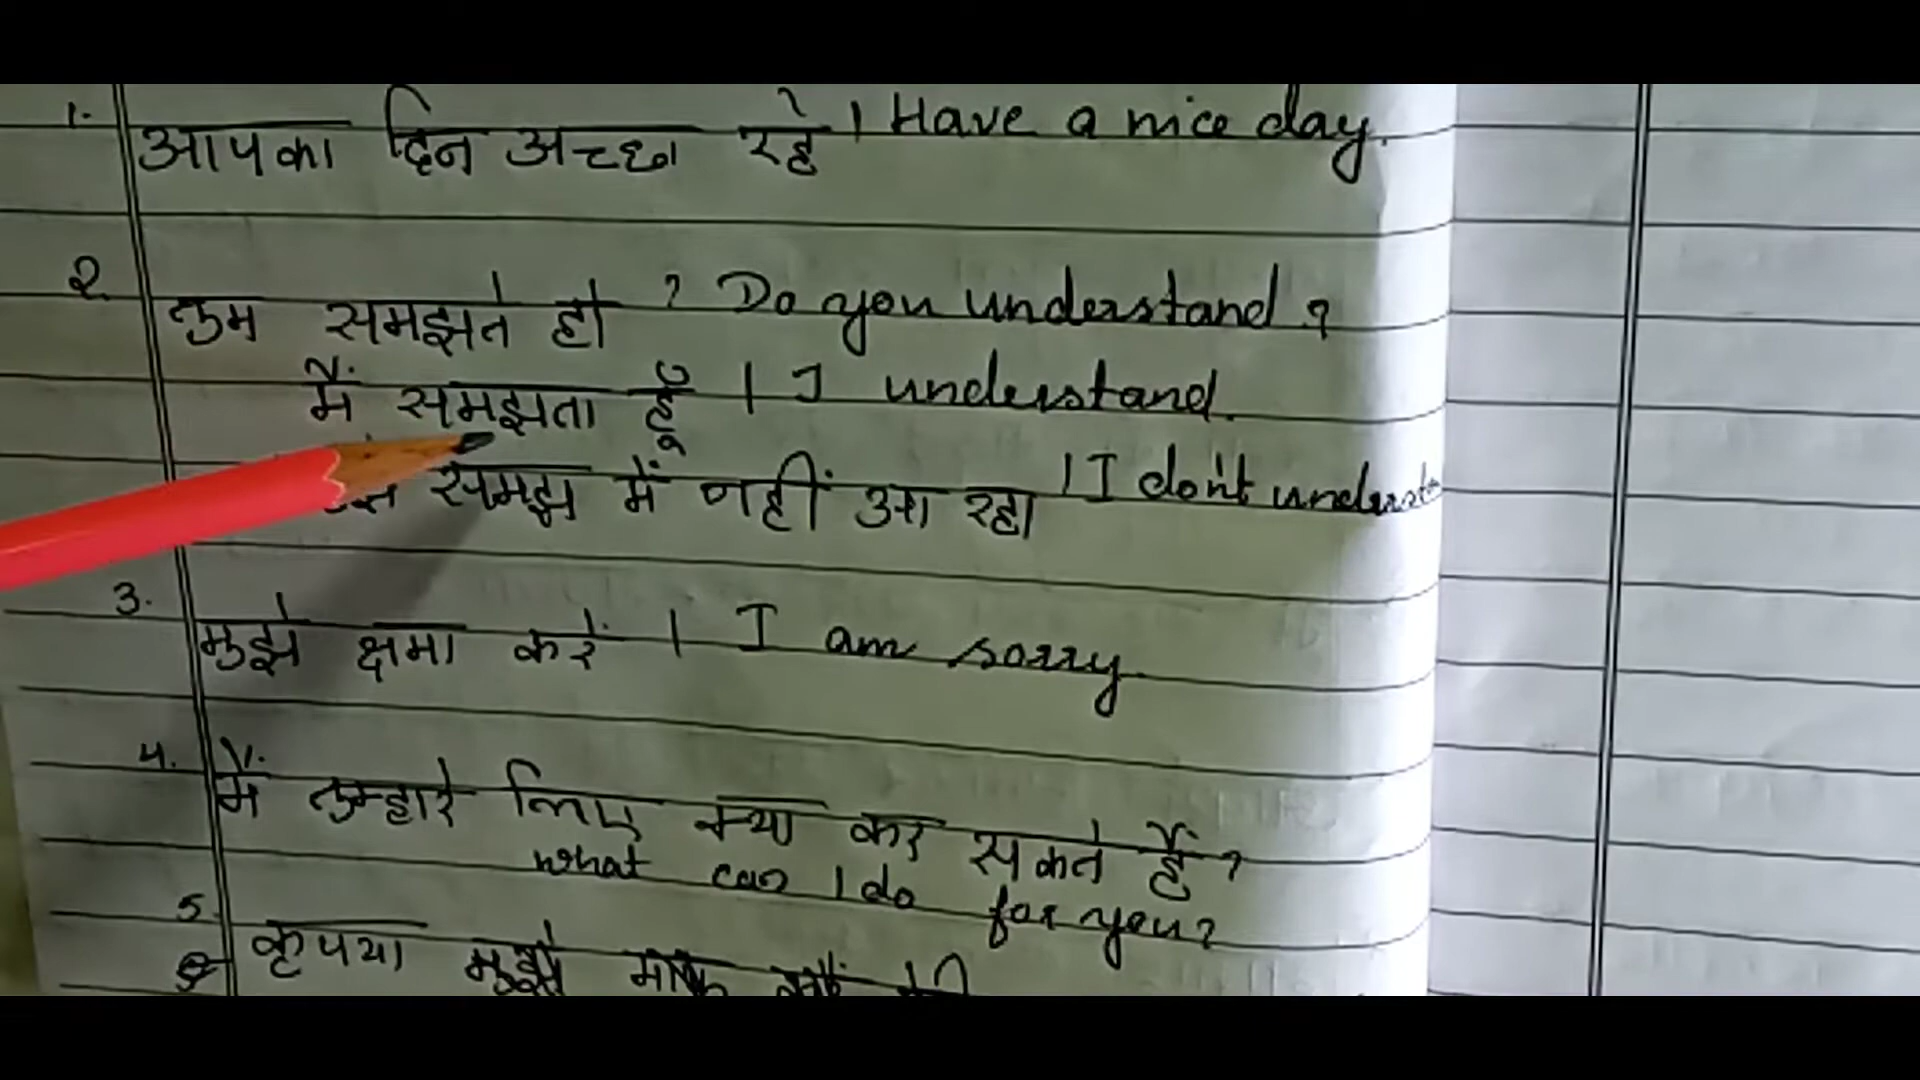 1. आपका दिन अच्छा रहे । Have a nice day.
2. तुम समझते हो ? Do you understand ?
मैं समझता हूँ । I understand.
समझ में नहीं आ रहा । I don't
3. मुझे क्षमा करें । I am sorry.
4. मैं तुम्हारे लिए क्या कर सकते हैं ?
what can I do for you?
5. कृपया मुझे माफ करें